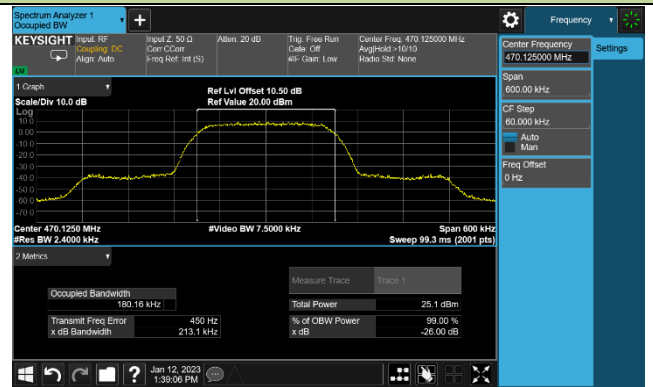 Spectrum Analyzer 1
Occupied BW
Frequency
KEYSIGHT
Input: RF
Coupling: DC
Align: Auto
Input Z: 50 Ω
Corr CCorr
Freq Ref: Int (S)
Atten: 20 dB
Trig: Free Run
Gate: Off
#IF Gain: Low
Center Freq: 470.125000 MHz
Avg|Hold:>10/10
Radio Std: None
LW
Center Frequency
470.125000 MHz
Settings
Span
600.00 kHz
CF Step
60.000 kHz
Auto
Man
Freq Offset
0 Hz
1 Graph
Scale/Div 10.0 dB
Ref Lvl Offset 10.50 dB
Ref Value 20.00 dBm
Log
10.0
0.00
-10.0
-20.0
-30.0
-40.0
-50.0
-60.0
-70.0
Center 470.1250 MHz
#Res BW 2.4000 kHz
#Video BW 7.5000 kHz
Span 600 kHz
Sweep 99.3 ms (2001 pts)
2 Metrics
Measure Trace
Trace 1
Occupied Bandwidth
180.16 kHz
Total Power
25.1 dBm
Transmit Freq Error
450 Hz
% of OBW Power
99.00 %
x dB Bandwidth
213.1 kHz
x dB
-26.00 dB
?
Jan 12, 2023
1:39:06 PM